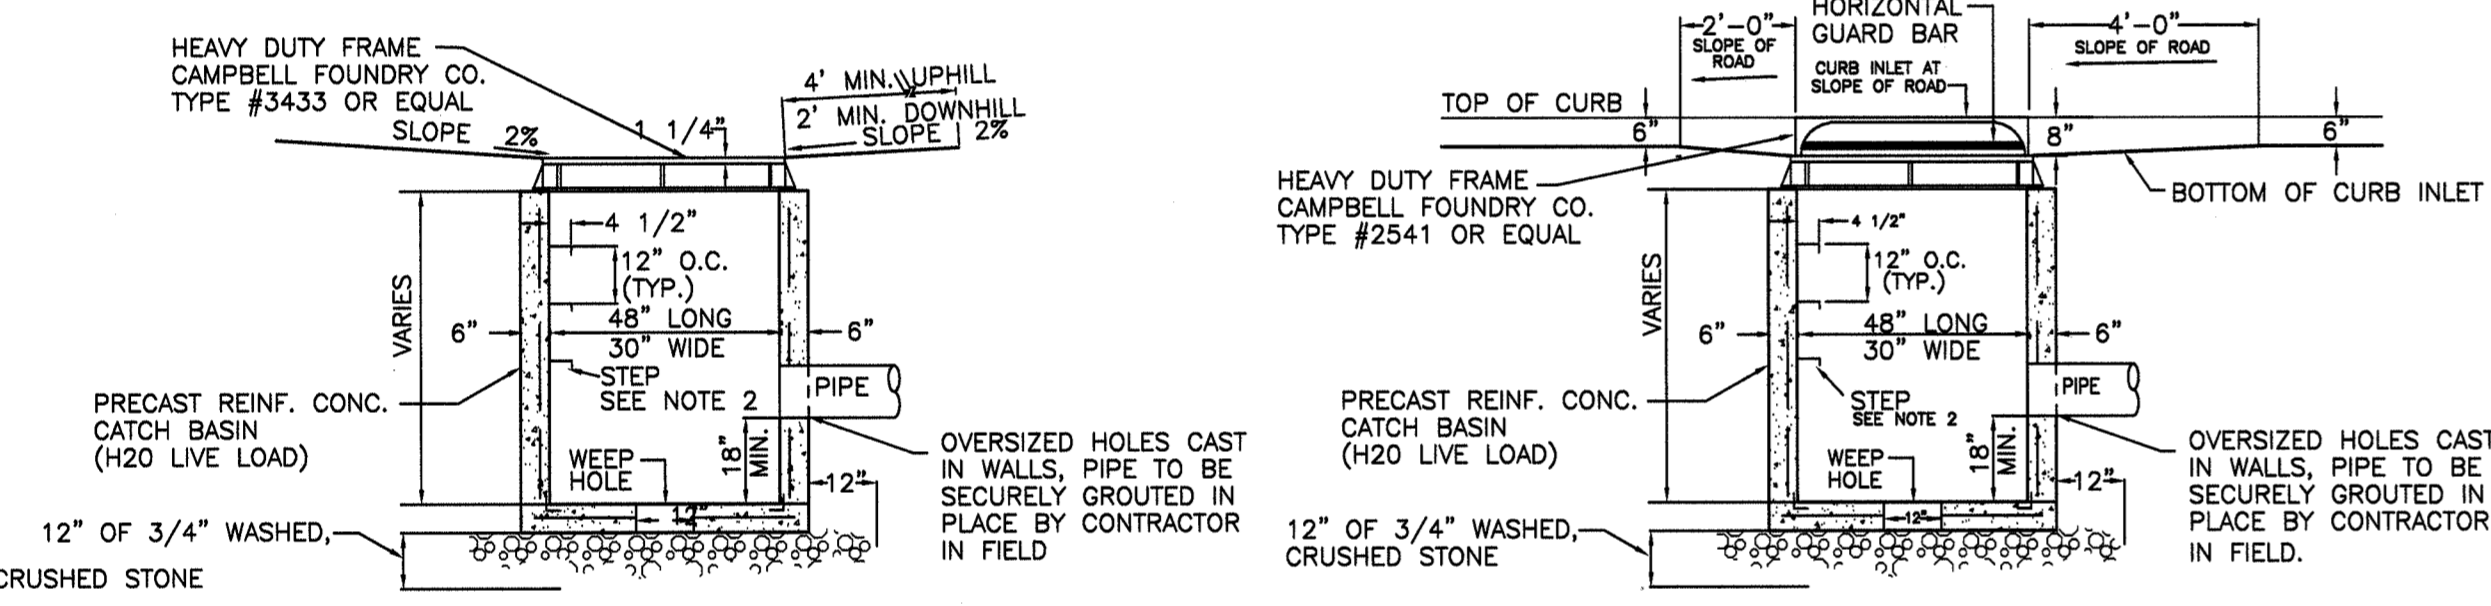 HEAVY DUTY FRAME
CAMPBELL FOUNDRY CO.
TYPE #3433 OR EQUAL
SLOPE 2%
1 1/4"
4' MIN. UPHILL
2' MIN. DOWNHILL
SLOPE 2%
4 1/2"
12" O.C.
(TYP.)
VARIES
6"
48" LONG
30" WIDE
6"
STEP
SEE NOTE 2
PIPE
PRECAST REINF. CONC.
CATCH BASIN
(H20 LIVE LOAD)
WEEP
HOLE
18"
MIN.
12"
12"
OVERSIZED HOLES CAST
IN WALLS, PIPE TO BE
SECURELY GROUTED IN
PLACE BY CONTRACTOR
IN FIELD
12" OF 3/4" WASHED,
CRUSHED STONE
2'-0"
SLOPE OF
ROAD
HORIZONTAL
GUARD BAR
CURB INLET AT
SLOPE OF ROAD
4'-0"
SLOPE OF ROAD
TOP OF CURB
6"
8"
6"
HEAVY DUTY FRAME
CAMPBELL FOUNDRY CO.
TYPE #2541 OR EQUAL
BOTTOM OF CURB INLET
4 1/2"
12" O.C.
(TYP.)
VARIES
6"
48" LONG
30" WIDE
6"
STEP
SEE NOTE 2
PIPE
PRECAST REINF. CONC.
CATCH BASIN
(H20 LIVE LOAD)
WEEP
HOLE
18"
MIN.
12"
12"
OVERSIZED HOLES CAST
IN WALLS, PIPE TO BE
SECURELY GROUTED IN
PLACE BY CONTRACTOR
IN FIELD.
12" OF 3/4" WASHED,
CRUSHED STONE